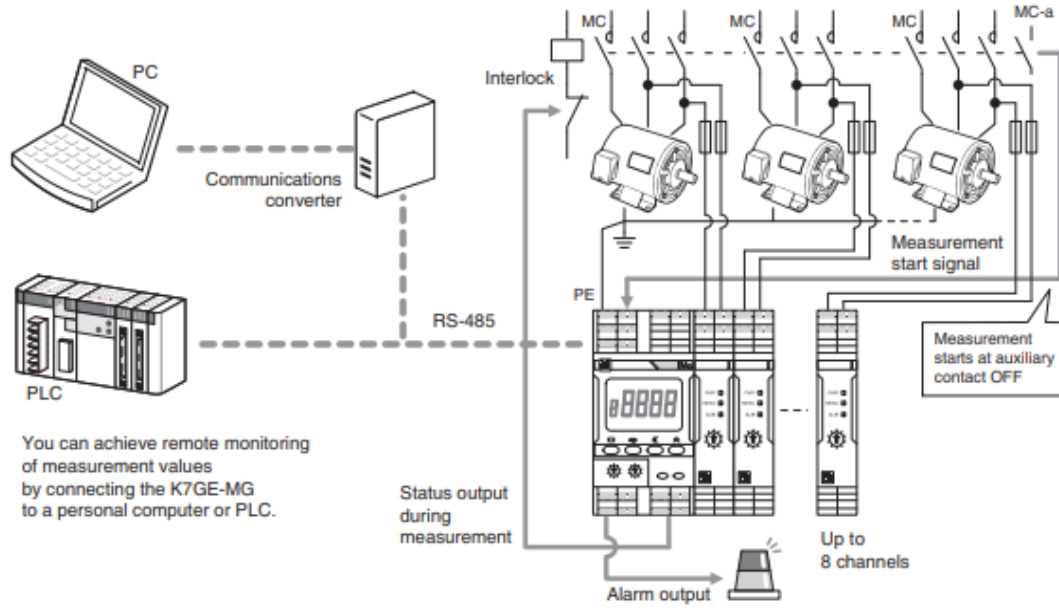 MC
MC
MC
MC-a
PC
Interlock
Communications
converter
Measurement
start signal
PE
RS-485
PLC
Measurement
starts at auxiliary
contact OFF
8888
You can achieve remote monitoring
of measurement values
by connecting the K7GE-MG
to a personal computer or PLC.
Status output
during
measurement
Up to
8 channels
Alarm output